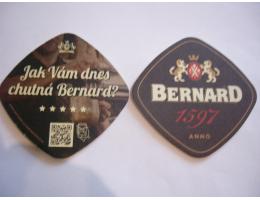 Jak Vám dnes
chutná Bernard?
BERNARD
1597
ANNO